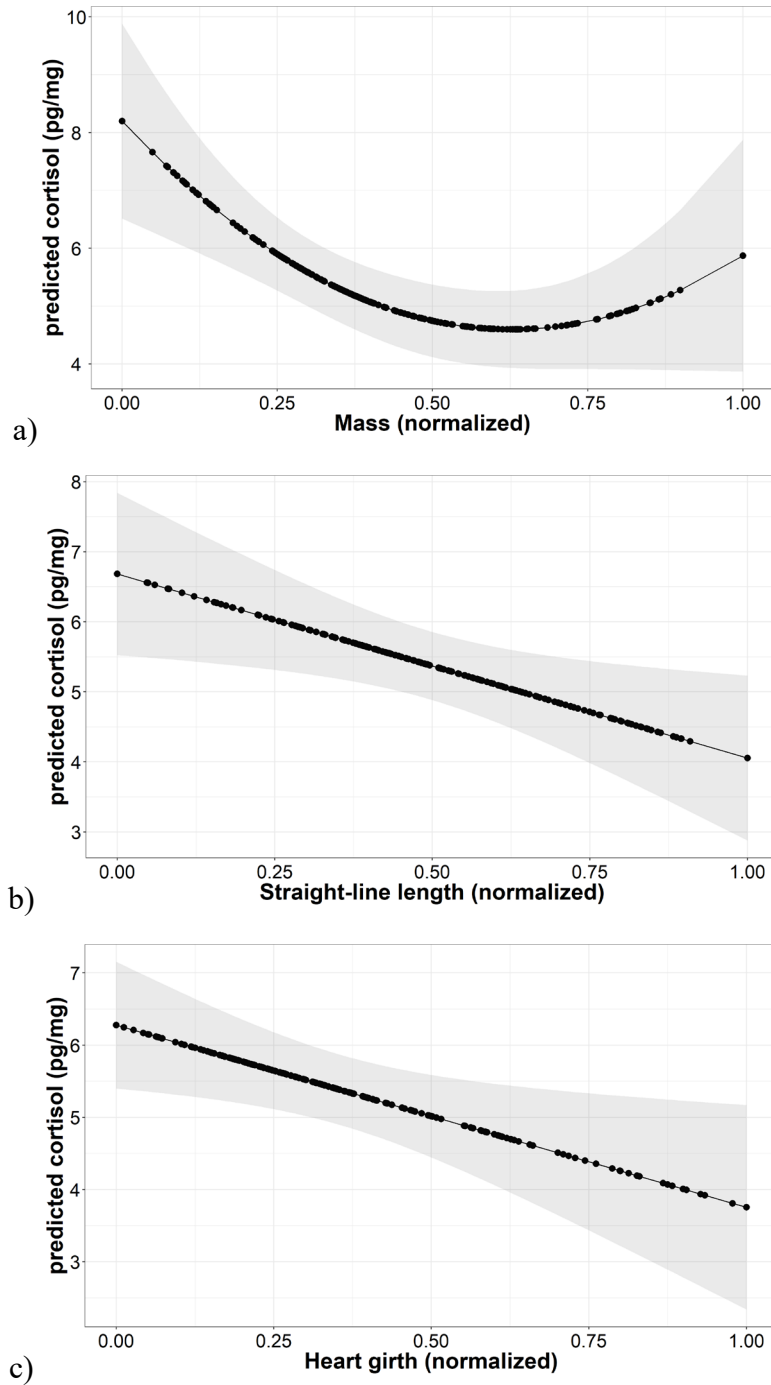 10
8
6
4
predicted cortisol (pg/mg)
0.00 0.25 0.50 0.75 1.00
Mass (normalized)
a)
8
7
6
5
4
3
predicted cortisol (pg/mg)
0.00 0.25 0.50 0.75 1.00
Straight-line length (normalized)
b)
7
6
5
4
3
predicted cortisol (pg/mg)
0.00 0.25 0.50 0.75 1.00
Heart girth (normalized)
c)